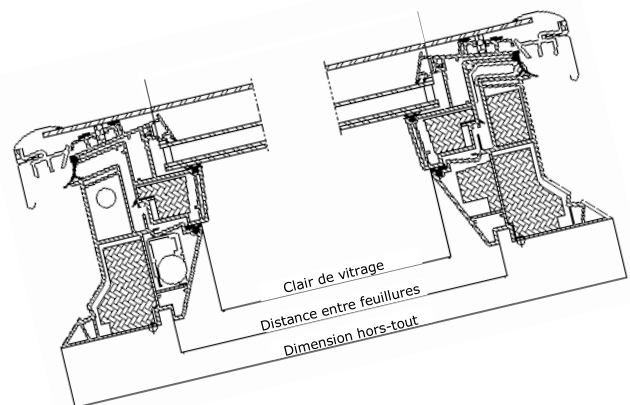 Clair de vitrage
Distance entre feuillures
Dimension hors-tout